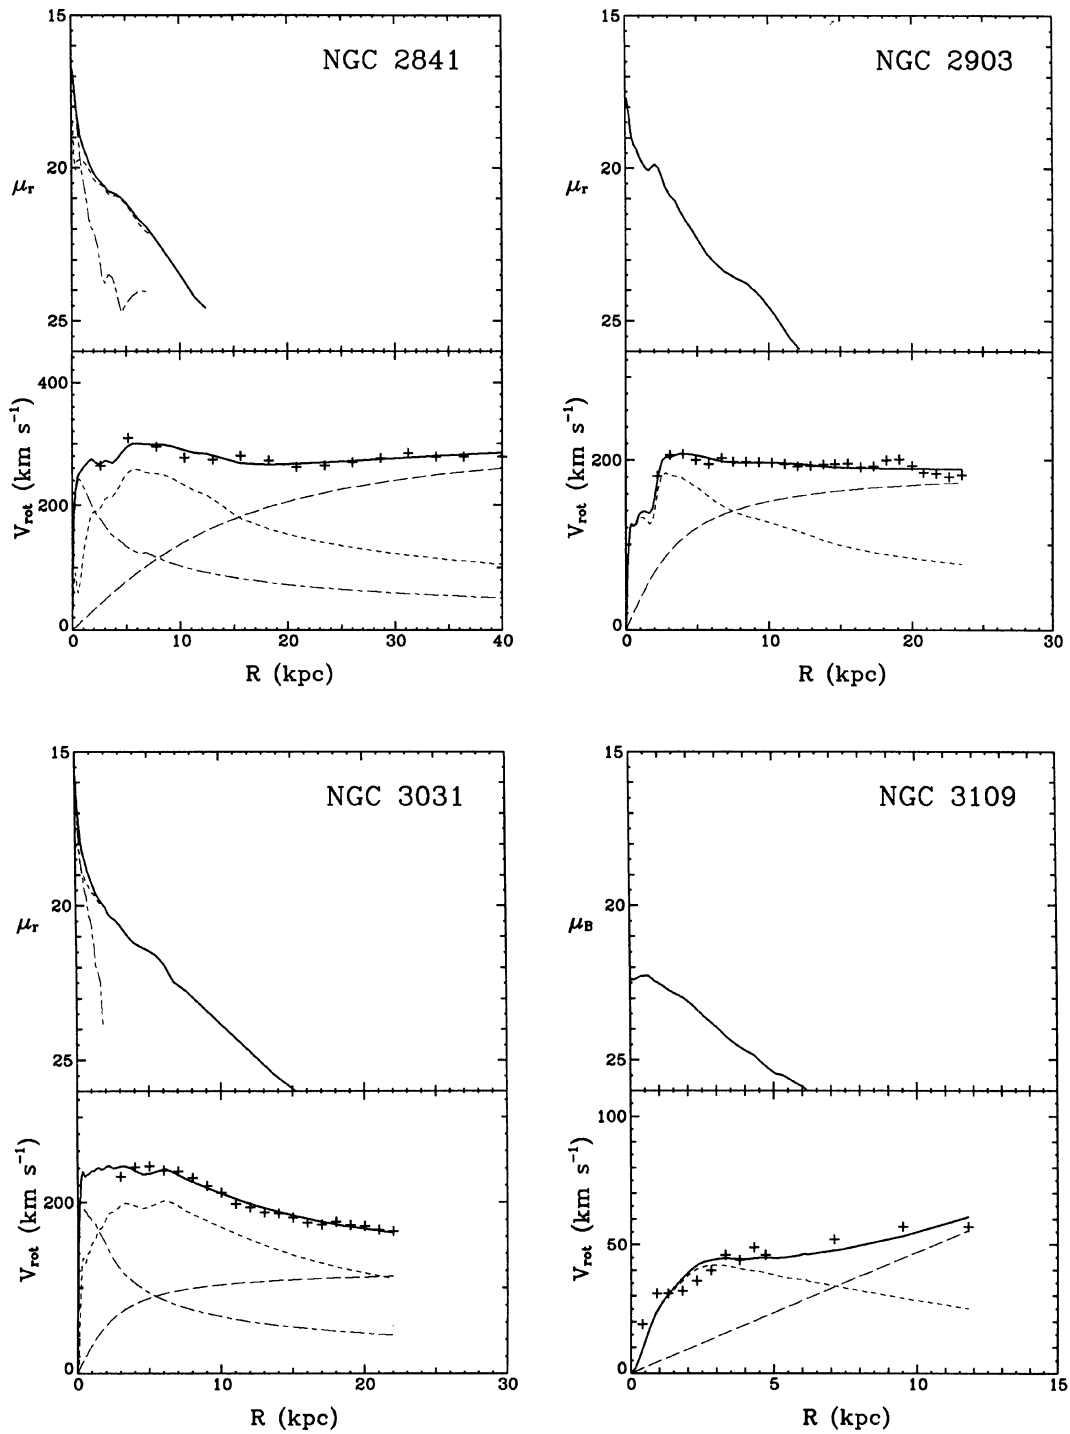 15
20
25
μr
NGC 2841
400
200
0
Vrot (km s⁻¹)
0 10 20 30 40
R (kpc)
15
20
25
μr
NGC 2903
200
0
Vrot (km s⁻¹)
0 10 20 30
R (kpc)
15
20
25
μr
NGC 3031
200
0
Vrot (km s⁻¹)
0 10 20 30
R (kpc)
15
20
25
μB
NGC 3109
100
50
0
Vrot (km s⁻¹)
0 5 10 15
R (kpc)